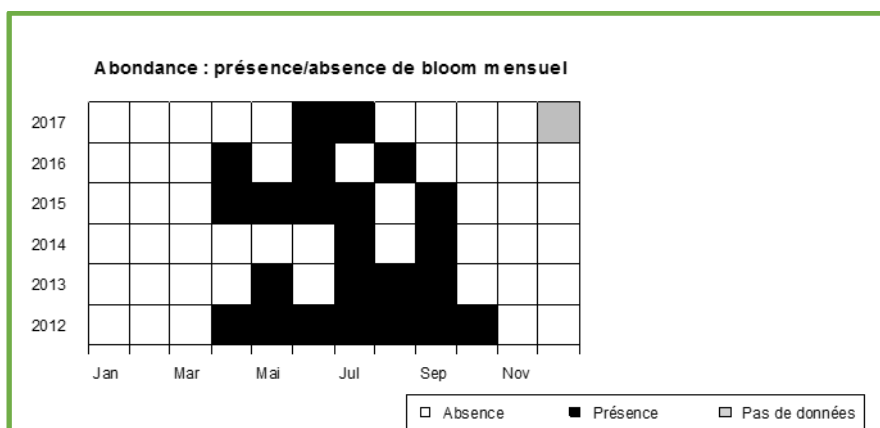 Abondance : présence/absence de bloom mensuel
2017
2016
2015
2014
2013
2012
Jan Mar Mai Jul Sep Nov
Absence Présence Pas de données